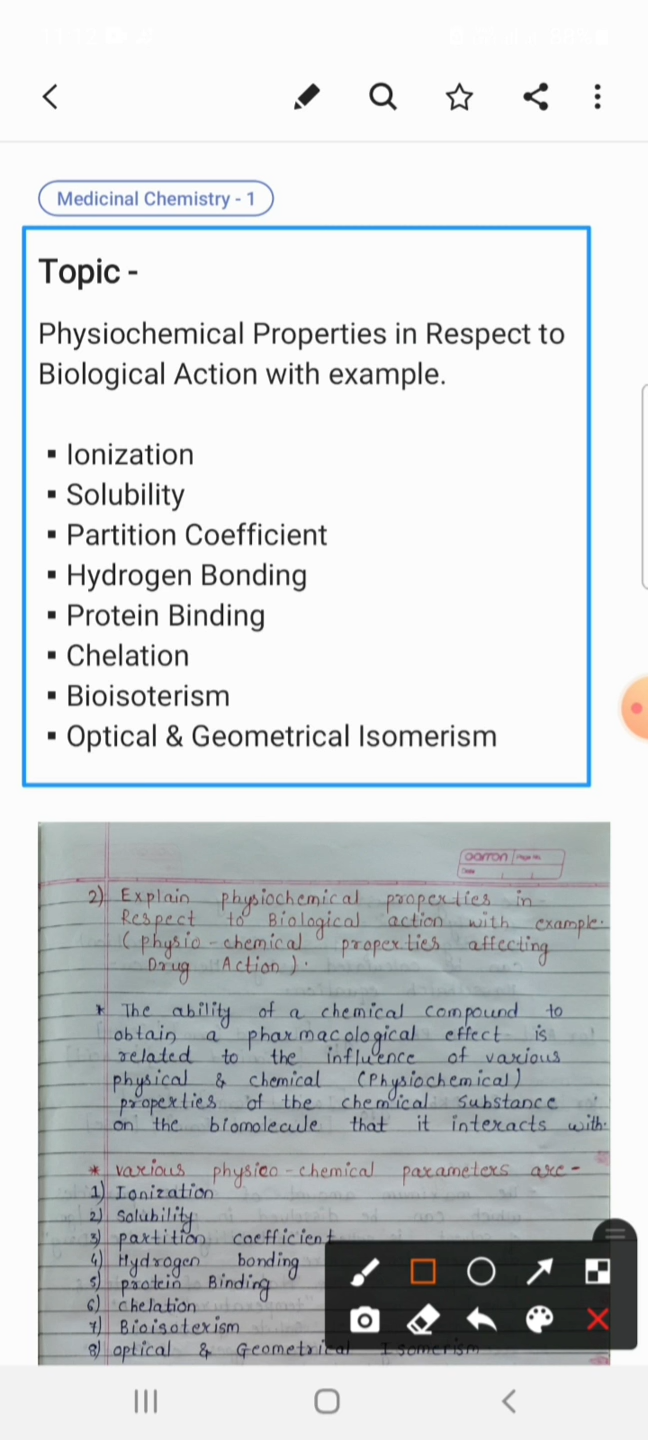 Medicinal Chemistry - 1
Topic -
Physiochemical Properties in Respect to
Biological Action with example.
▪ Ionization
▪ Solubility
▪ Partition Coefficient
▪ Hydrogen Bonding
▪ Protein Binding
▪ Chelation
▪ Bioisoterism
▪ Optical & Geometrical Isomerism
2) Explain physiochemical properties in
Respect to Biological action with example.
(physio-chemical properties affecting
Drug Action).
* The ability of a chemical compound to
obtain a pharmacological effect is
related to the influence of various
physical & chemical (Physiochemical)
properties of the chemical substance
on the biomolecule that it interacts with.
* various physico-chemical parameters are-
1) Ionization
2) Solubility
3) partition coefficient
4) Hydrogen bonding
5) protein Binding
6) chelation
7) Bioisoterism
8) optical & Geometrical Isomerism